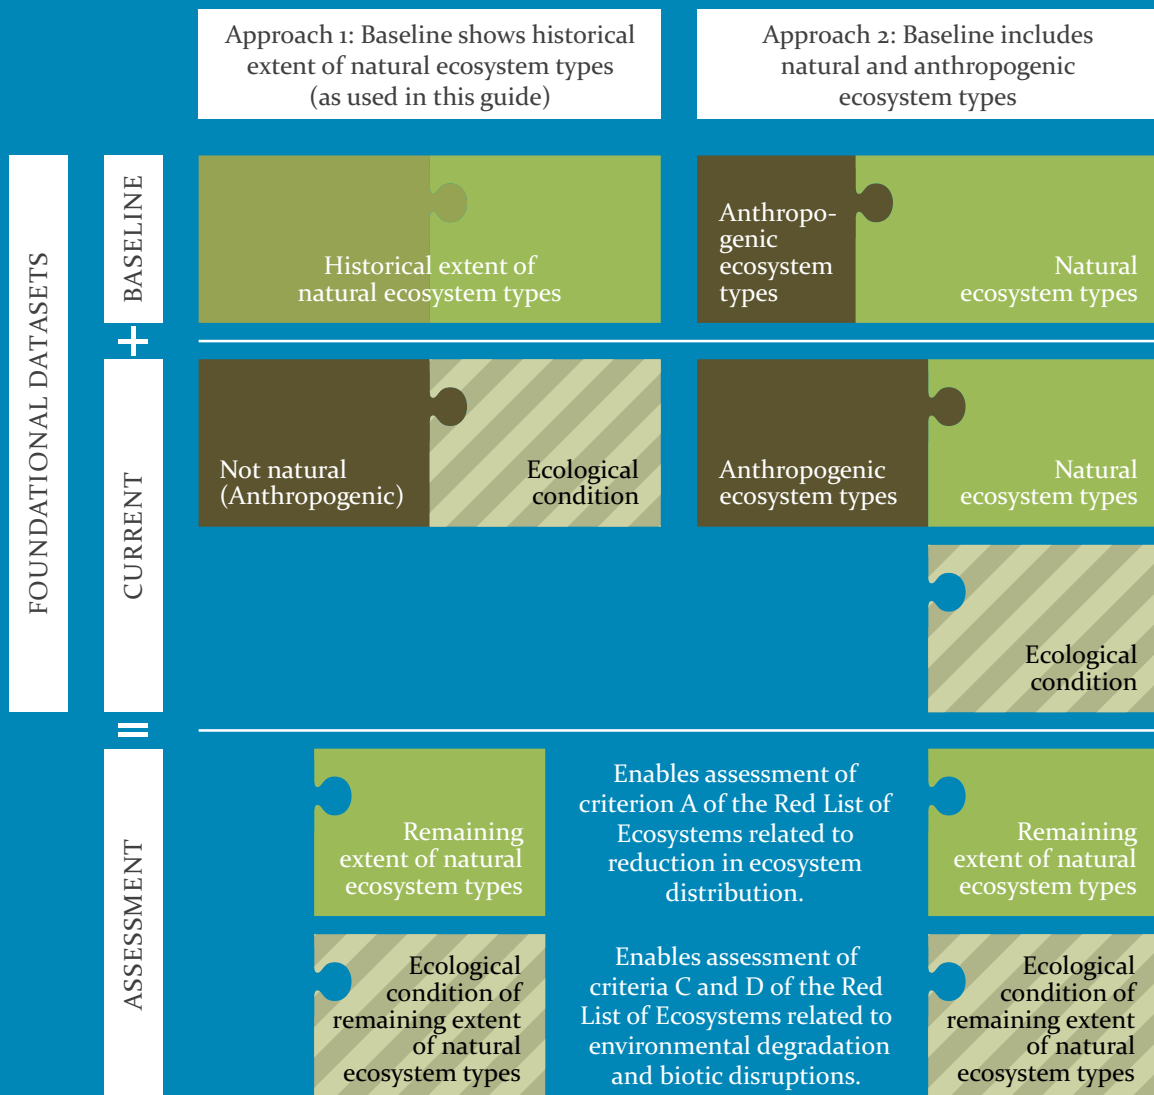 Approach 1: Baseline shows historical
extent of natural ecosystem types
(as used in this guide)
Approach 2: Baseline includes
natural and anthropogenic
ecosystem types
FOUNDATIONAL DATASETS
BASELINE
Historical extent of
natural ecosystem types
Anthropo-
genic
ecosystem
types
Natural
ecosystem types
+
CURRENT
Not natural
(Anthropogenic)
Ecological
condition
Anthropogenic
ecosystem types
Natural
ecosystem types
Ecological
condition
=
ASSESSMENT
Remaining
extent of natural
ecosystem types
Enables assessment of
criterion A of the Red List of
Ecosystems related to
reduction in ecosystem
distribution.
Remaining
extent of natural
ecosystem types
Ecological
condition of
remaining extent
of natural
ecosystem types
Enables assessment of
criteria C and D of the Red
List of Ecosystems related to
environmental degradation
and biotic disruptions.
Ecological
condition of
remaining extent
of natural
ecosystem types